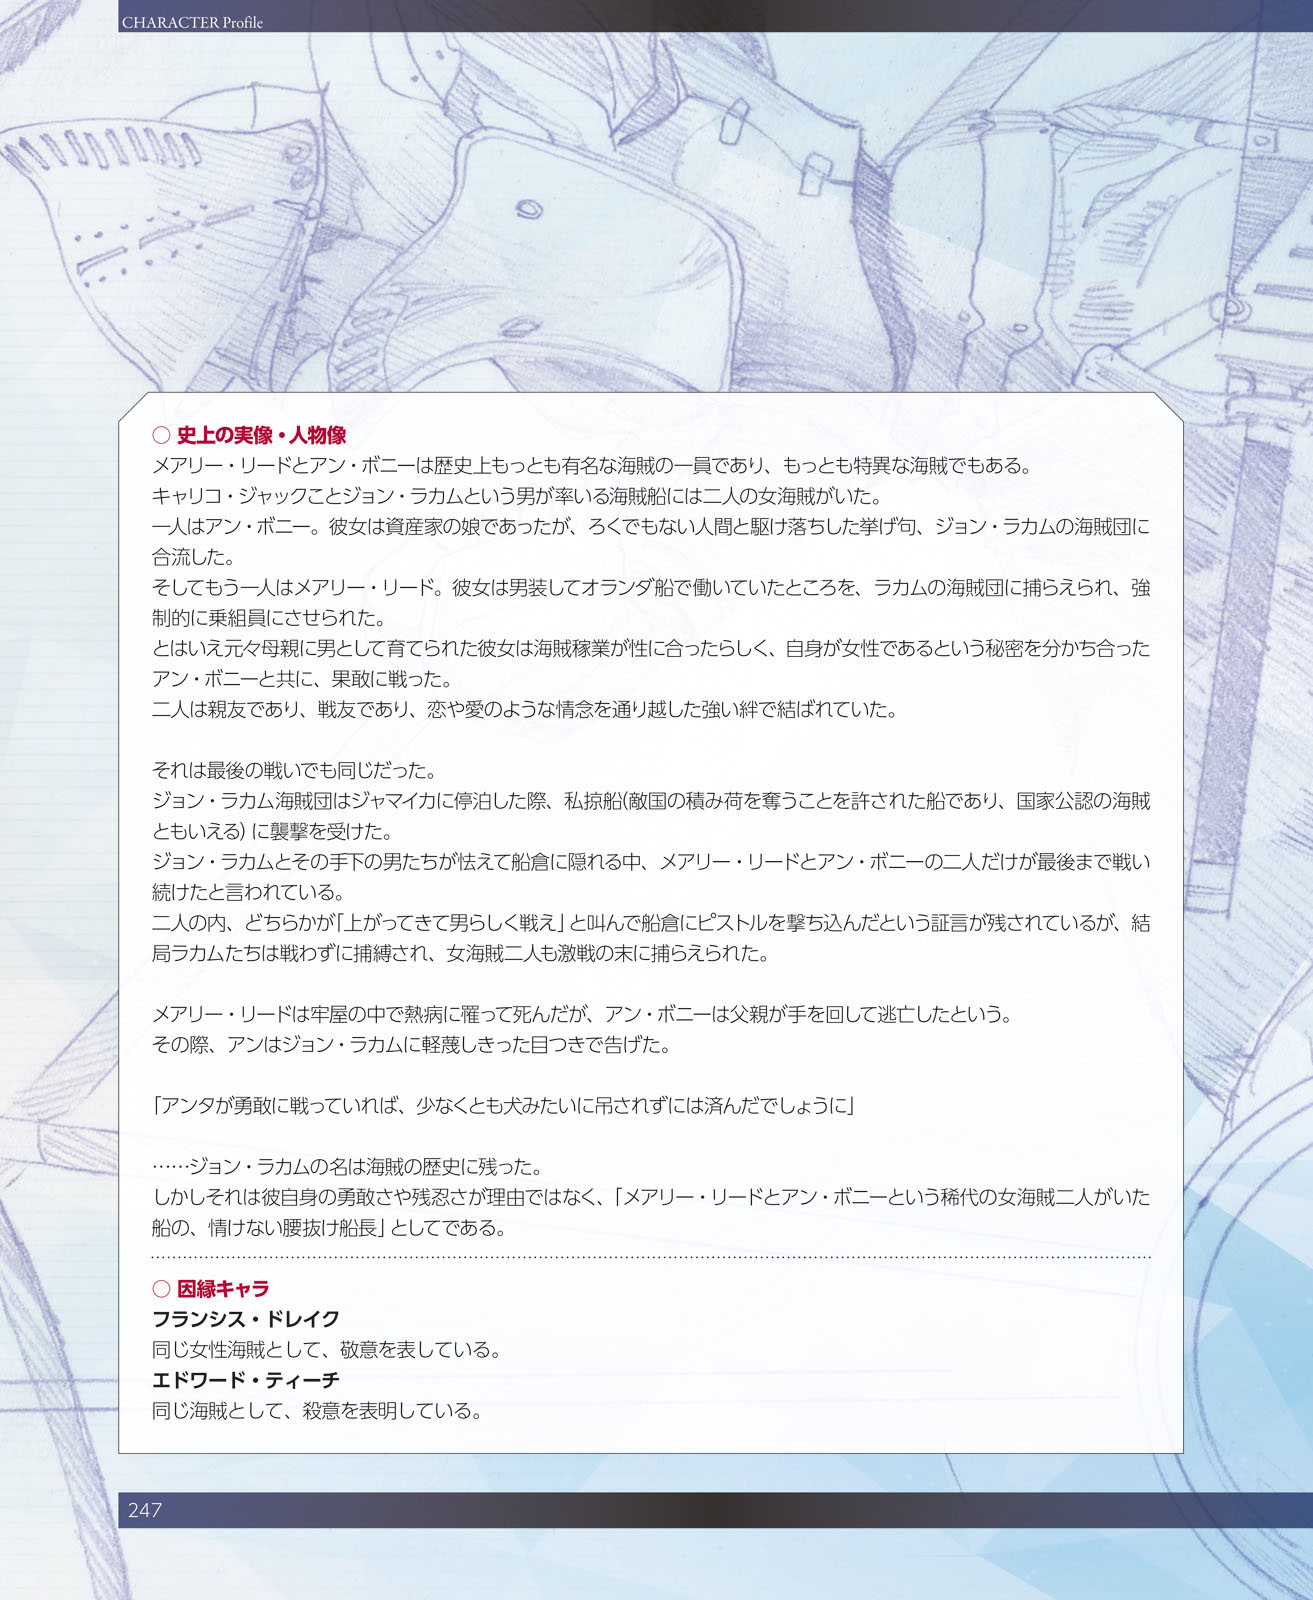 CHARACTER Profile
○ 史上の実像・人物像
メアリー・リードとアン・ボニーは歴史上もっとも有名な海賊の一員であり、もっとも特異な海賊でもある。
キャリコ・ジャックことジョン・ラカムという男が率いる海賊船には二人の女海賊がいた。
一人はアン・ボニー。彼女は資産家の娘であったが、ろくでもない人間と駆け落ちした挙げ句、ジョン・ラカムの海賊団に
合流した。
そしてもう一人はメアリー・リード。彼女は男装してオランダ船で働いていたところを、ラカムの海賊団に捕らえられ、強
制的に乗組員にさせられた。
とはいえ元々母親に男として育てられた彼女は海賊稼業が性に合ったらしく、自身が女性であるという秘密を分かち合った
アン・ボニーと共に、果敢に戦った。
二人は親友であり、戦友であり、恋や愛のような情念を通り越した強い絆で結ばれていた。
それは最後の戦いでも同じだった。
ジョン・ラカム海賊団はジャマイカに停泊した際、私掠船(敵国の積み荷を奪うことを許された船であり、国家公認の海賊
ともいえる)に襲撃を受けた。
ジョン・ラカムとその手下の男たちが怯えて船倉に隠れる中、メアリー・リードとアン・ボニーの二人だけが最後まで戦い
続けたと言われている。
二人の内、どちらかが「上がってきて男らしく戦え」と叫んで船倉にピストルを撃ち込んだという証言が残されているが、結
局ラカムたちは戦わずに捕縛され、女海賊二人も激戦の末に捕らえられた。
メアリー・リードは牢屋の中で熱病に罹って死んだが、アン・ボニーは父親が手を回して逃亡したという。
その際、アンはジョン・ラカムに軽蔑しきった目つきで告げた。
「アンタが勇敢に戦っていれば、少なくとも犬みたいに吊されずには済んだでしょうに」
……ジョン・ラカムの名は海賊の歴史に残った。
しかしそれは彼自身の勇敢さや残忍さが理由ではなく、「メアリー・リードとアン・ボニーという稀代の女海賊二人がいた
船の、情けない腰抜け船長」としてである。
○ 因縁キャラ
フランシス・ドレイク
同じ女性海賊として、敬意を表している。
エドワード・ティーチ
同じ海賊として、殺意を表明している。
247